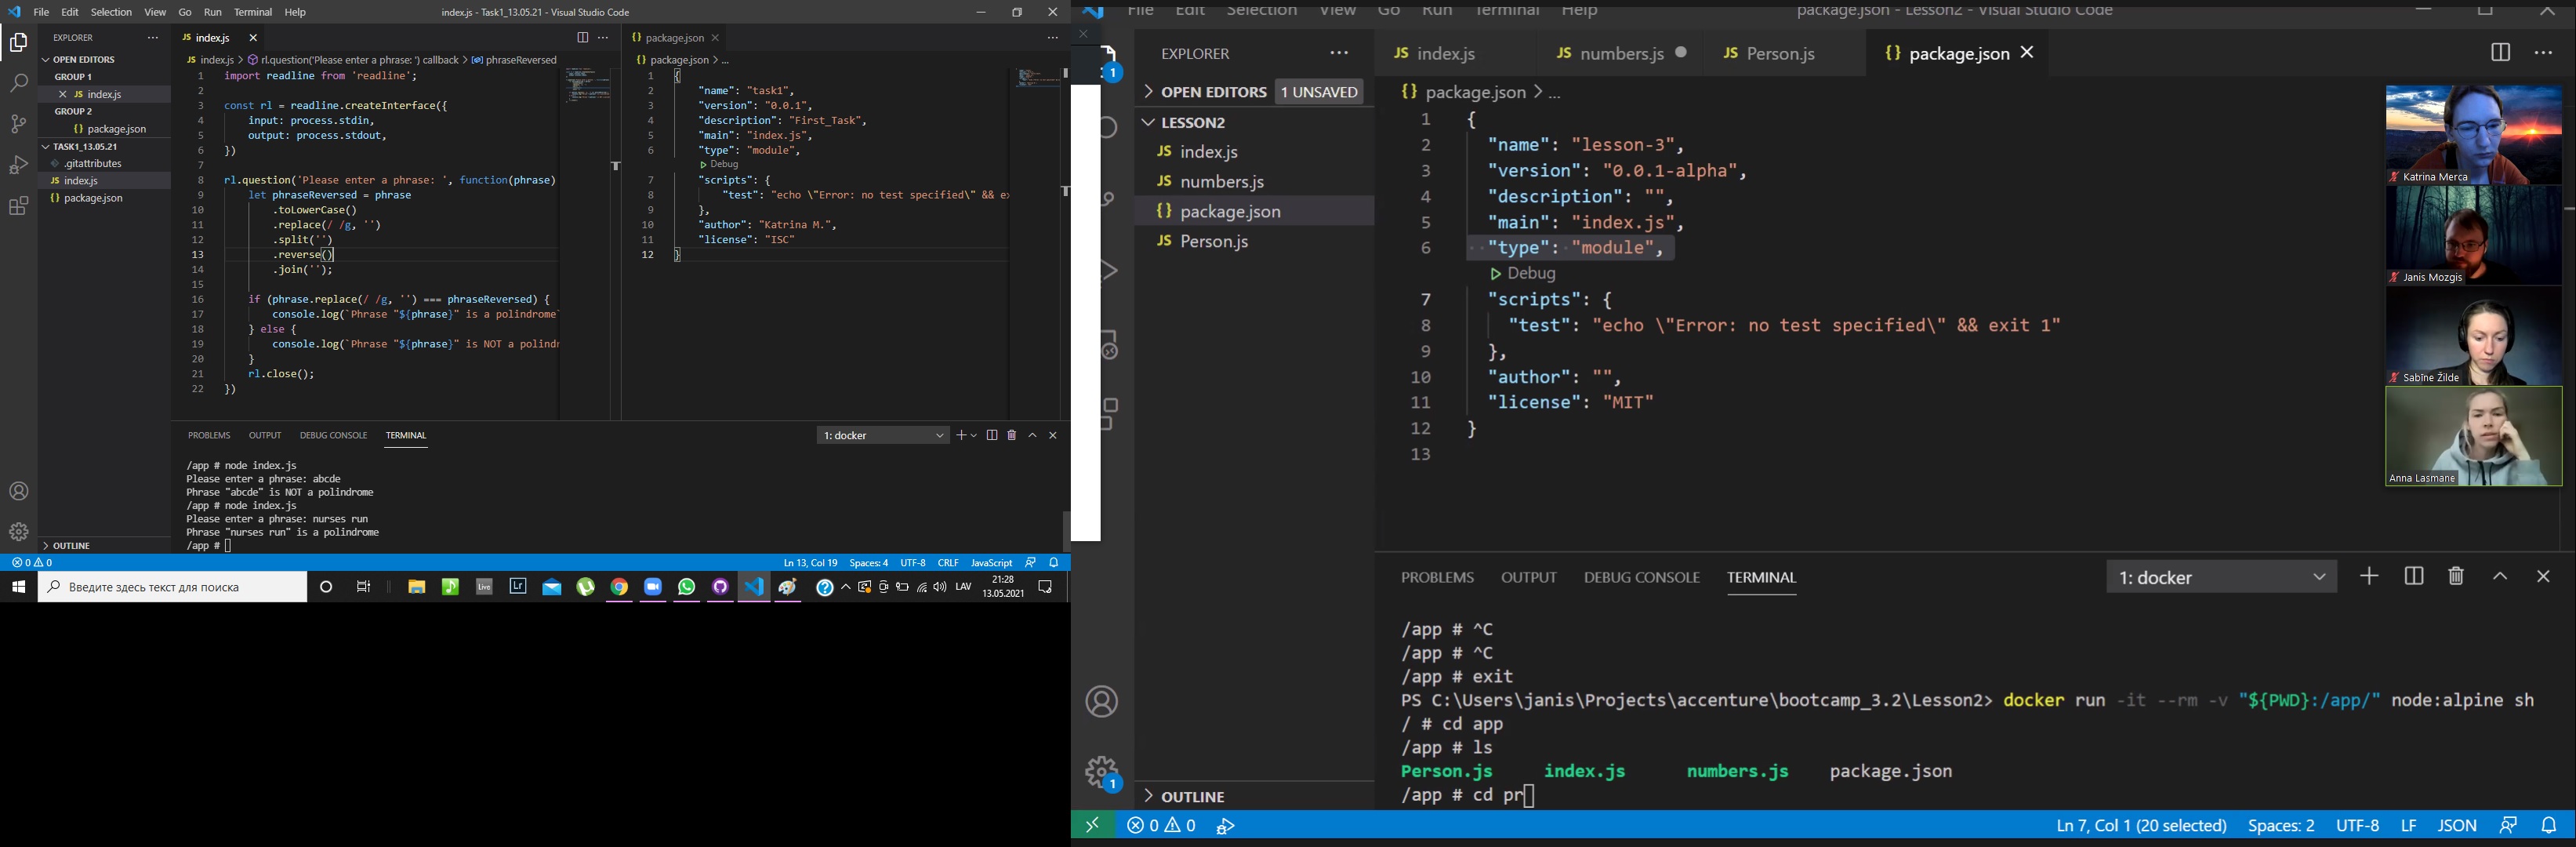 File Edit Selection View Go Run Terminal Help
index.js - Task1_13.05.21 - Visual Studio Code
EXPLORER
OPEN EDITORS
GROUP 1
JS index.js
GROUP 2
{} package.json
TASK1_13.05.21
.gitattributes
JS index.js
{} package.json
OUTLINE
JS index.js
JS index.js > rl.question('Please enter a phrase: ') callback > phraseReversed
1 import readline from 'readline';
2
3 const rl = readline.createInterface({
4 input: process.stdin,
5 output: process.stdout,
6 })
7
8 rl.question('Please enter a phrase: ', function(phrase)
9 let phraseReversed = phrase
10 .toLowerCase()
11 .replace(/ /g, '')
12 .split('')
13 .reverse()
14 .join('');
15
16 if (phrase.replace(/ /g, '') === phraseReversed) {
17 console.log(`Phrase "${phrase}" is a polindrome`
18 } else {
19 console.log(`Phrase "${phrase}" is NOT a polindr
20 }
21 rl.close();
22 })
{} package.json
{} package.json > ...
1 {
2 "name": "task1",
3 "version": "0.0.1",
4 "description": "First_Task",
5 "main": "index.js",
6 "type": "module",
Debug
7 "scripts": {
8 "test": "echo \"Error: no test specified\" && ex
9 },
10 "author": "Katrina M.",
11 "license": "ISC"
12 }
PROBLEMS OUTPUT DEBUG CONSOLE TERMINAL
1: docker
/app # node index.js
Please enter a phrase: abcde
Phrase "abcde" is NOT a polindrome
/app # node index.js
Please enter a phrase: nurses run
Phrase "nurses run" is a polindrome
/app #
0 0
Ln 13, Col 19 Spaces: 4 UTF-8 CRLF JavaScript
Введите здесь текст для поиска
Live
Lr
LAV
21:28
13.05.2021
File Edit Selection View Go Run Terminal Help
package.json - Lesson2 - Visual Studio Code
1
EXPLORER
OPEN EDITORS 1 UNSAVED
LESSON2
JS index.js
JS numbers.js
{} package.json
JS Person.js
OUTLINE
1
JS index.js
JS numbers.js
JS Person.js
{} package.json
{} package.json > ...
1 {
2 "name": "lesson-3",
3 "version": "0.0.1-alpha",
4 "description": "",
5 "main": "index.js",
6 "type": "module",
Debug
7 "scripts": {
8 "test": "echo \"Error: no test specified\" && exit 1"
9 },
10 "author": "",
11 "license": "MIT"
12 }
13
Katrina Merca
Janis Mozgis
Sabīne Žilde
Anna Lasmane
PROBLEMS OUTPUT DEBUG CONSOLE TERMINAL
1: docker
/app # ^C
/app # ^C
/app # exit
PS C:\Users\janis\Projects\accenture\bootcamp_3.2\Lesson2> docker run -it --rm -v "${PWD}:/app/" node:alpine sh
/ # cd app
/app # ls
Person.js index.js numbers.js package.json
/app # cd pr
0 0
Ln 7, Col 1 (20 selected) Spaces: 2 UTF-8 LF JSON